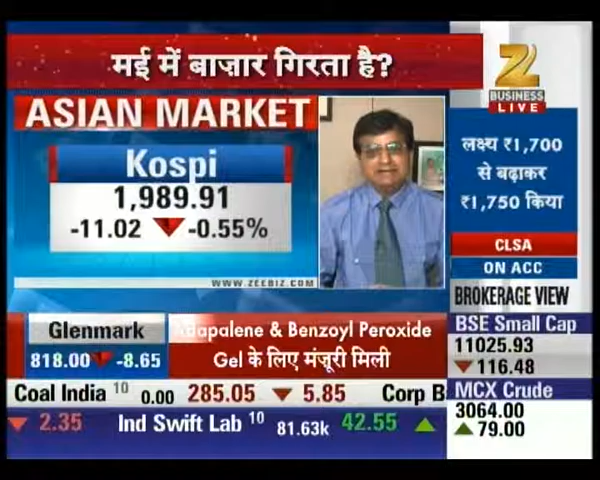 मई में बाज़ार गिरता है?
Z
BUSINESS
LIVE
ASIAN MARKET
Kospi
1,989.91
-11.02 -0.55%
WWW.ZEEBIZ.COM
लक्ष्य ₹1,700
से बढ़ाकर
₹1,750 किया
CLSA
ON ACC
BROKERAGE VIEW
Glenmark
818.00 -8.65
dapalene & Benzoyl Peroxide
Gel के लिए मंजूरी मिली
BSE Small Cap
11025.93
116.48
MCX Crude
3064.00
79.00
Coal India 10 0.00 285.05 5.85 Corp B
2.35 Ind Swift Lab 10 81.63k 42.55